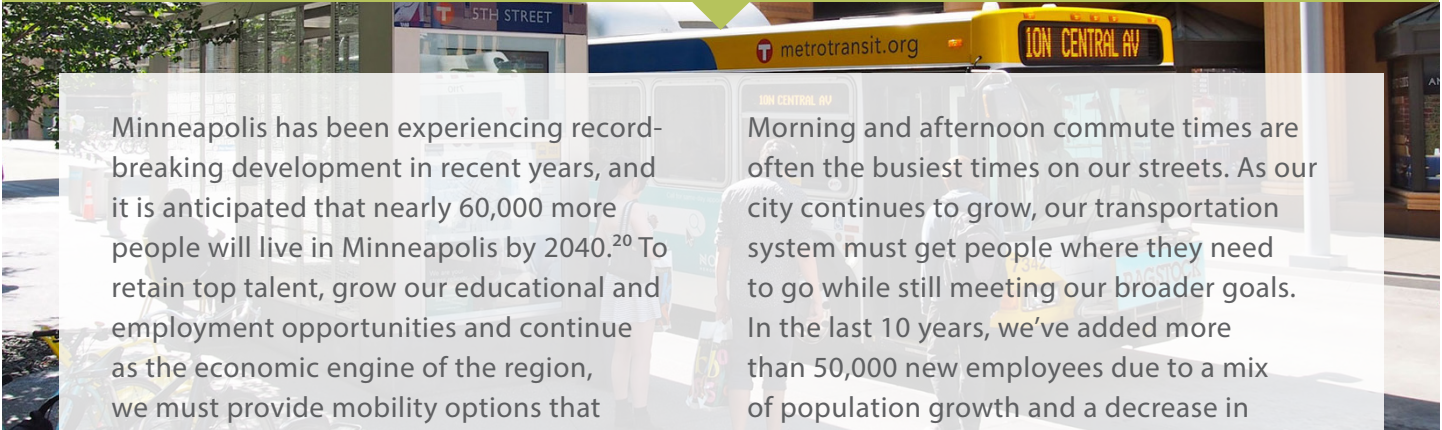 5TH STREET
metrotransit.org
10N CENTRAL AV
10N CENTRAL AV
Minneapolis has been experiencing record-
breaking development in recent years, and
it is anticipated that nearly 60,000 more
people will live in Minneapolis by 2040.²⁰ To
retain top talent, grow our educational and
employment opportunities and continue
as the economic engine of the region,
we must provide mobility options that
Morning and afternoon commute times are
often the busiest times on our streets. As our
city continues to grow, our transportation
system must get people where they need
to go while still meeting our broader goals.
In the last 10 years, we’ve added more
than 50,000 new employees due to a mix
of population growth and a decrease in
RAGSTOCK